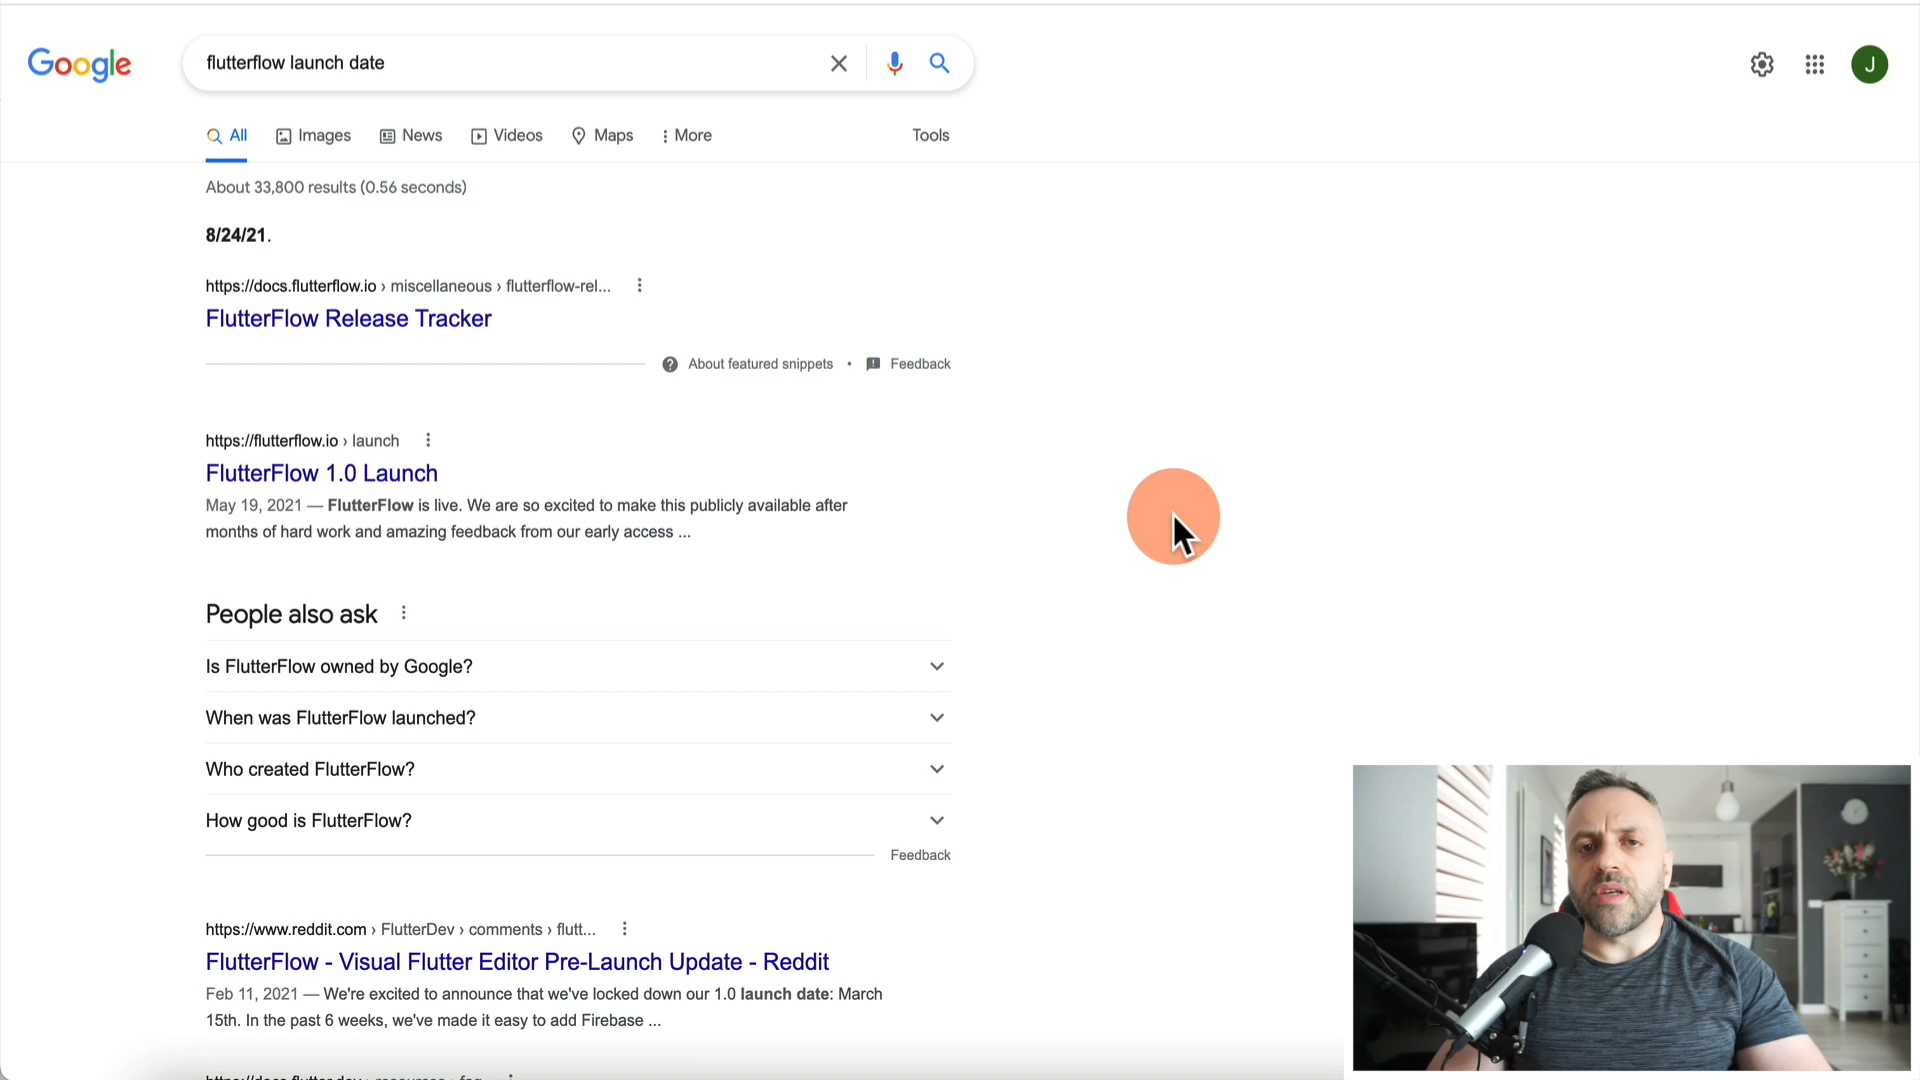 Google
flutterflow launch date
J
All Images News Videos Maps More Tools
About 33,800 results (0.56 seconds)
8/24/21.
https://docs.flutterflow.io › miscellaneous › flutterflow-rel...
FlutterFlow Release Tracker
About featured snippets • Feedback
https://flutterflow.io › launch
FlutterFlow 1.0 Launch
May 19, 2021 — FlutterFlow is live. We are so excited to make this publicly available after
months of hard work and amazing feedback from our early access ...
People also ask
Is FlutterFlow owned by Google?
When was FlutterFlow launched?
Who created FlutterFlow?
How good is FlutterFlow?
Feedback
https://www.reddit.com › FlutterDev › comments › flutt...
FlutterFlow - Visual Flutter Editor Pre-Launch Update - Reddit
Feb 11, 2021 — We're excited to announce that we've locked down our 1.0 launch date: March
15th. In the past 6 weeks, we've made it easy to add Firebase ...